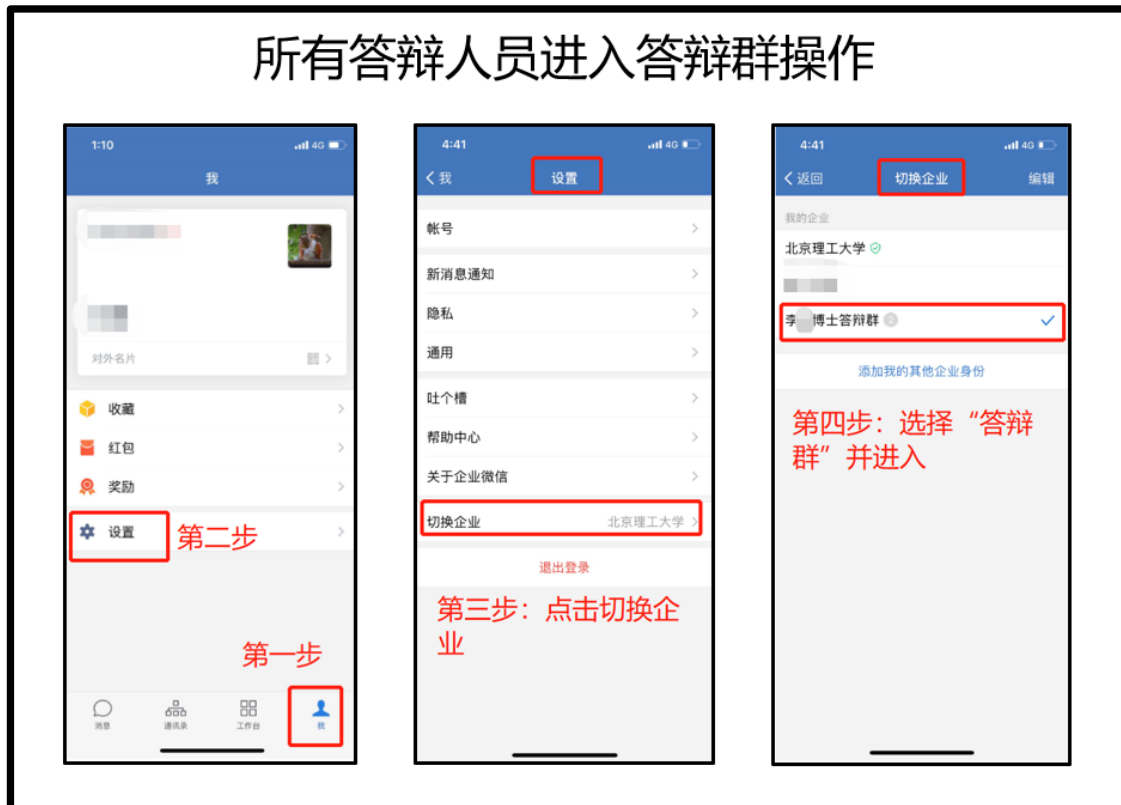 所有答辩人员进入答辩群操作
1:10
4G
我
对外名片
收藏
红包
奖励
设置
第二步
第一步
消息
通讯录
工作台
我
4:41
4G
我
设置
帐号
新消息通知
隐私
通用
吐个槽
帮助中心
关于企业微信
切换企业
北京理工大学
退出登录
第三步：点击切换企
业
4:41
4G
返回
切换企业
编辑
我的企业
北京理工大学
李 博士答辩群 2
添加我的其他企业身份
第四步：选择“答辩
群”并进入